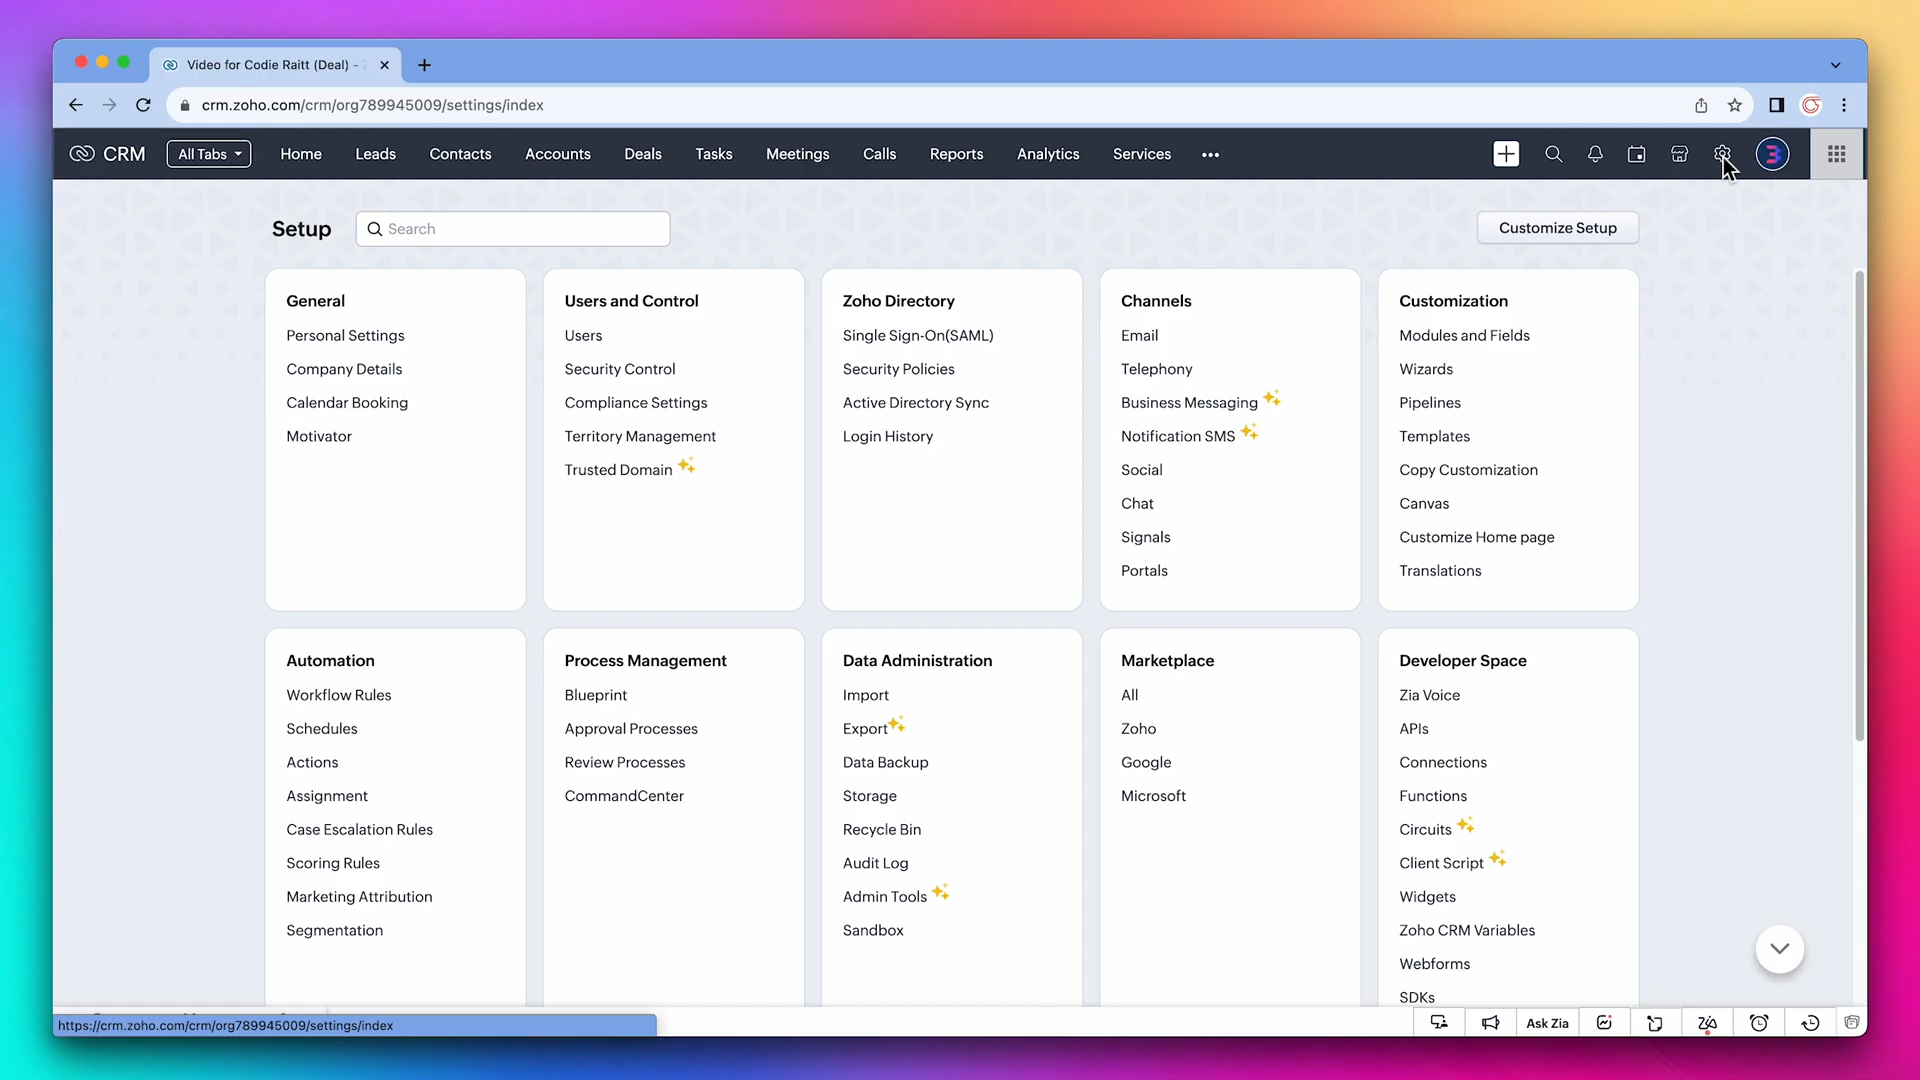 Video for Codie Raitt (Deal) -
crm.zoho.com/crm/org789945009/settings/index
CRM
All Tabs
Home
Leads
Contacts
Accounts
Deals
Tasks
Meetings
Calls
Reports
Analytics
Services
Setup
Search
Customize Setup
General
Personal Settings
Company Details
Calendar Booking
Motivator
Users and Control
Users
Security Control
Compliance Settings
Territory Management
Trusted Domain
Zoho Directory
Single Sign-On(SAML)
Security Policies
Active Directory Sync
Login History
Channels
Email
Telephony
Business Messaging
Notification SMS
Social
Chat
Signals
Portals
Customization
Modules and Fields
Wizards
Pipelines
Templates
Copy Customization
Canvas
Customize Home page
Translations
Automation
Workflow Rules
Schedules
Actions
Assignment
Case Escalation Rules
Scoring Rules
Marketing Attribution
Segmentation
Process Management
Blueprint
Approval Processes
Review Processes
CommandCenter
Data Administration
Import
Export
Data Backup
Storage
Recycle Bin
Audit Log
Admin Tools
Sandbox
Marketplace
All
Zoho
Google
Microsoft
Developer Space
Zia Voice
APIs
Connections
Functions
Circuits
Client Script
Widgets
Zoho CRM Variables
Webforms
SDKs
https://crm.zoho.com/crm/org789945009/settings/index
Ask Zia